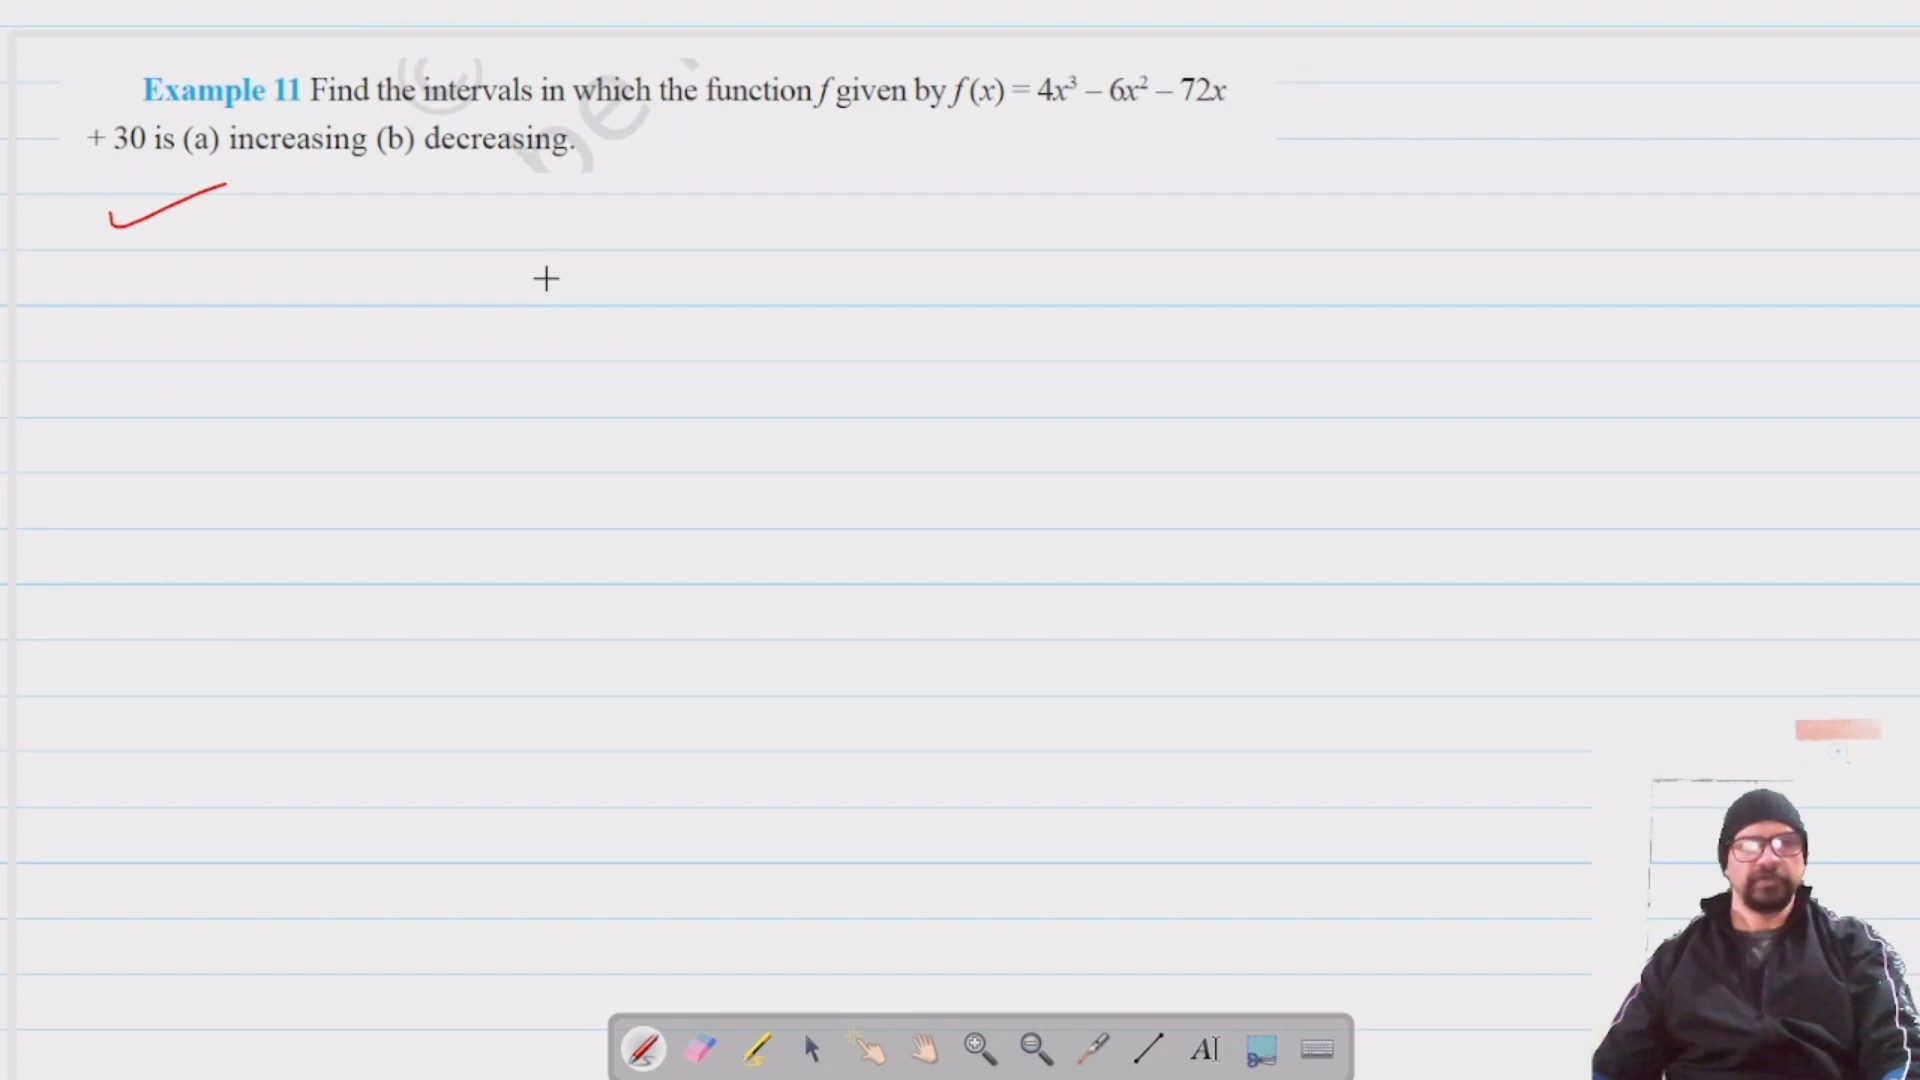 Example 11 Find the intervals in which the function f given by f(x) = 4x³ – 6x² – 72x
+ 30 is (a) increasing (b) decreasing.